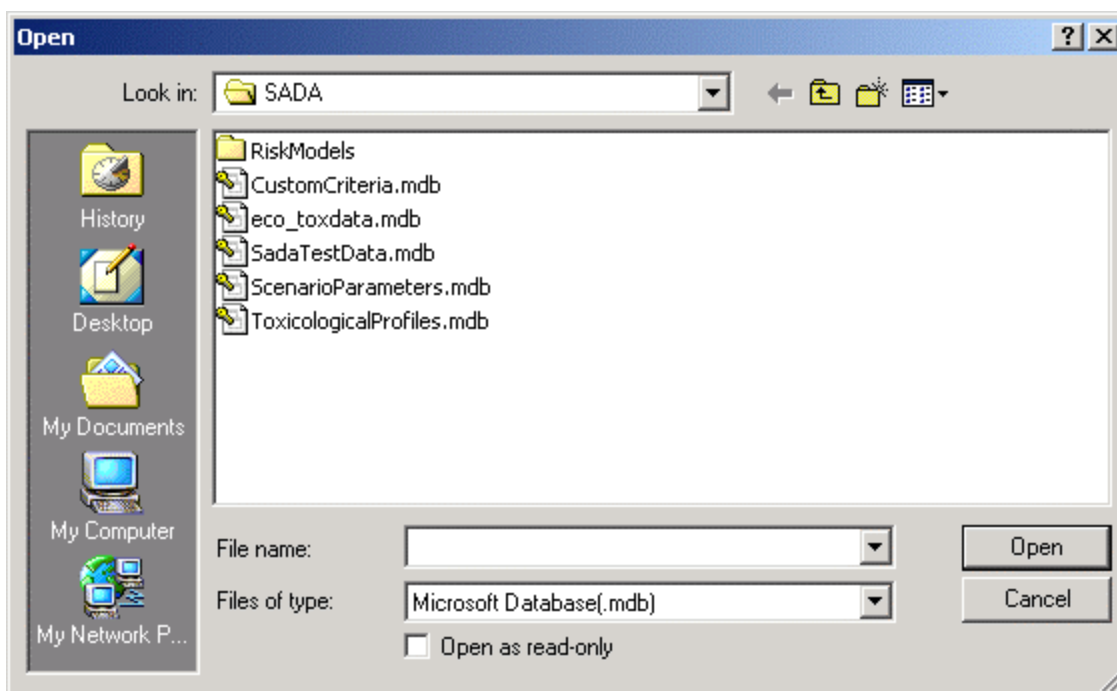 Open
Look in: SADA
History
Desktop
My Documents
My Computer
My Network P...
RiskModels
CustomCriteria.mdb
eco_toxdata.mdb
SadaTestData.mdb
ScenarioParameters.mdb
ToxicologicalProfiles.mdb
File name:
Open
Files of type: Microsoft Database(.mdb)
Cancel
Open as read-only